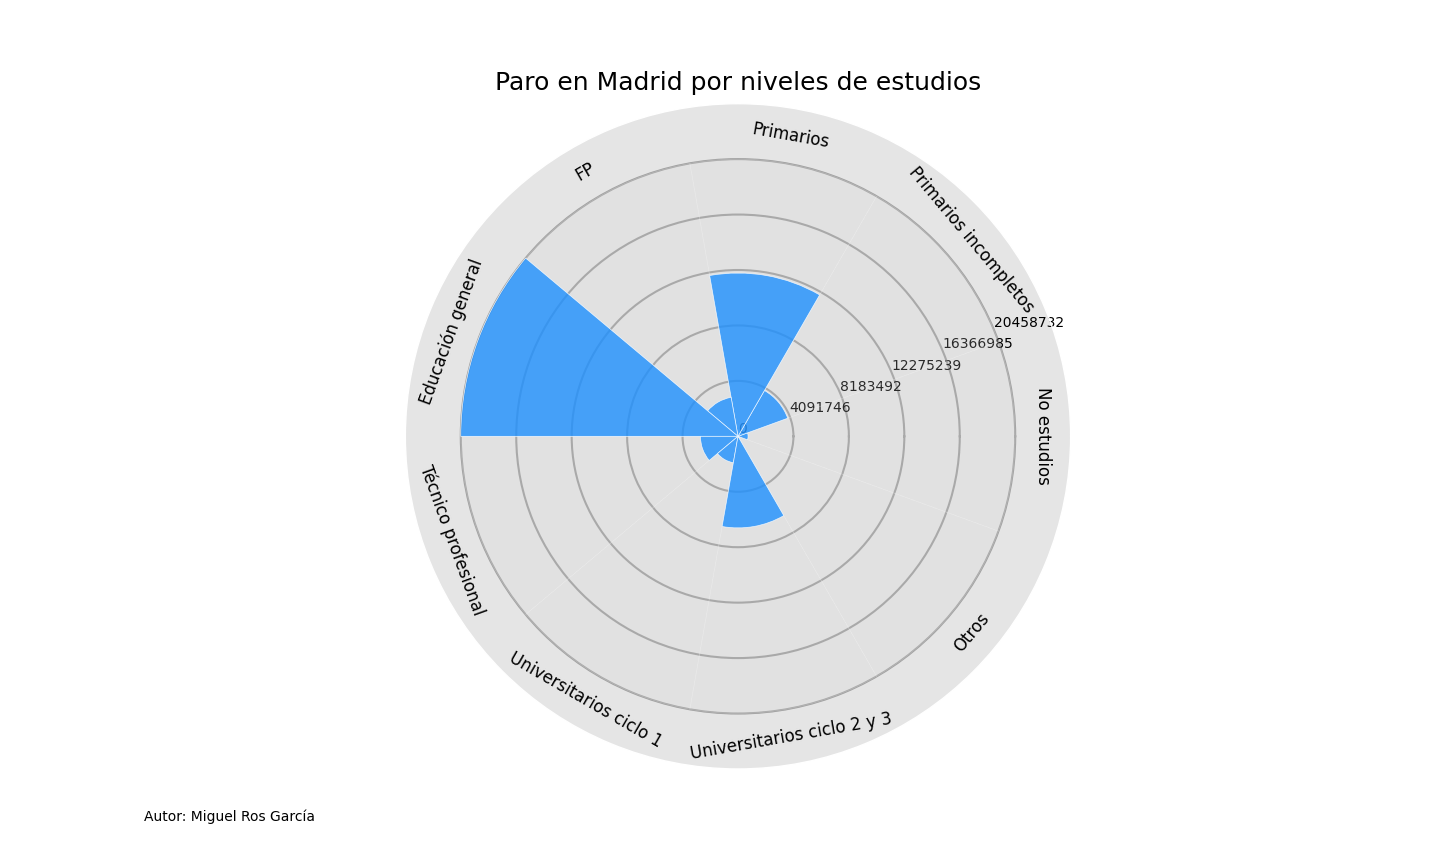 Paro en Madrid por niveles de estudios
Primarios
FP
Primarios incompletos
Educación general
20458732
16366985
12275239
8183492
4091746
0
No estudios
Técnico profesional
Otros
Universitarios ciclo 1
Universitarios ciclo 2 y 3
Autor: Miguel Ros García